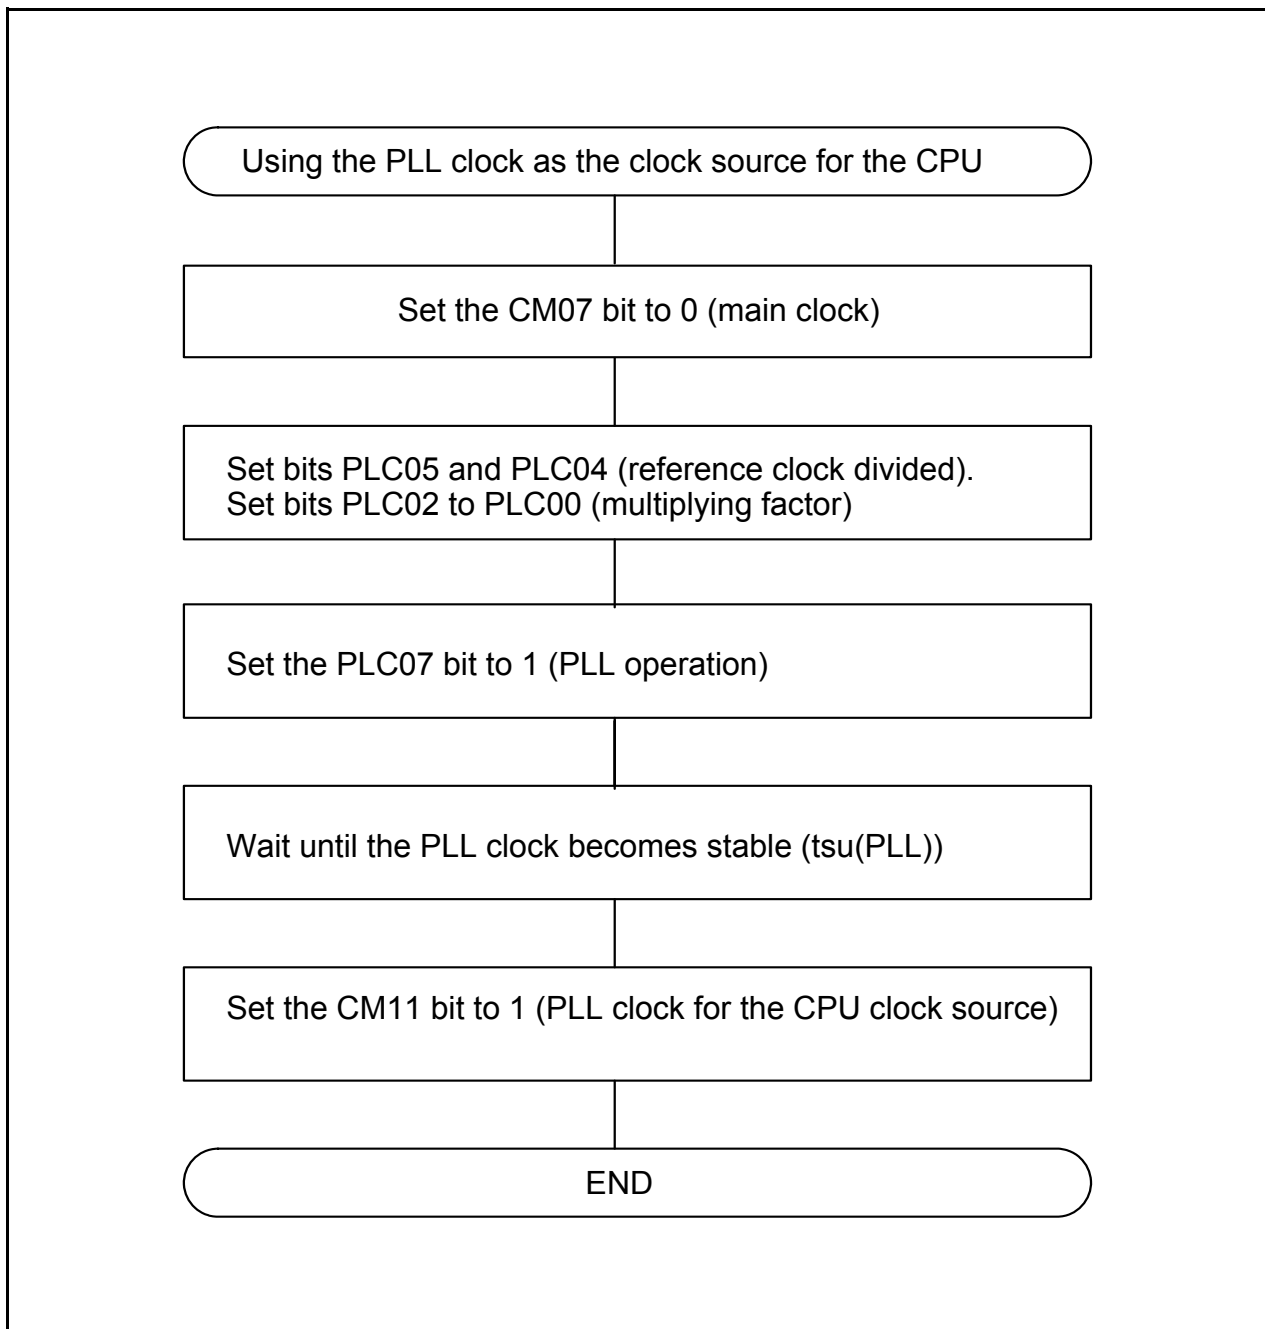 Using the PLL clock as the clock source for the CPU
Set the CM07 bit to 0 (main clock)
Set bits PLC05 and PLC04 (reference clock divided).
Set bits PLC02 to PLC00 (multiplying factor)
Set the PLC07 bit to 1 (PLL operation)
Wait until the PLL clock becomes stable (tsu(PLL))
Set the CM11 bit to 1 (PLL clock for the CPU clock source)
END